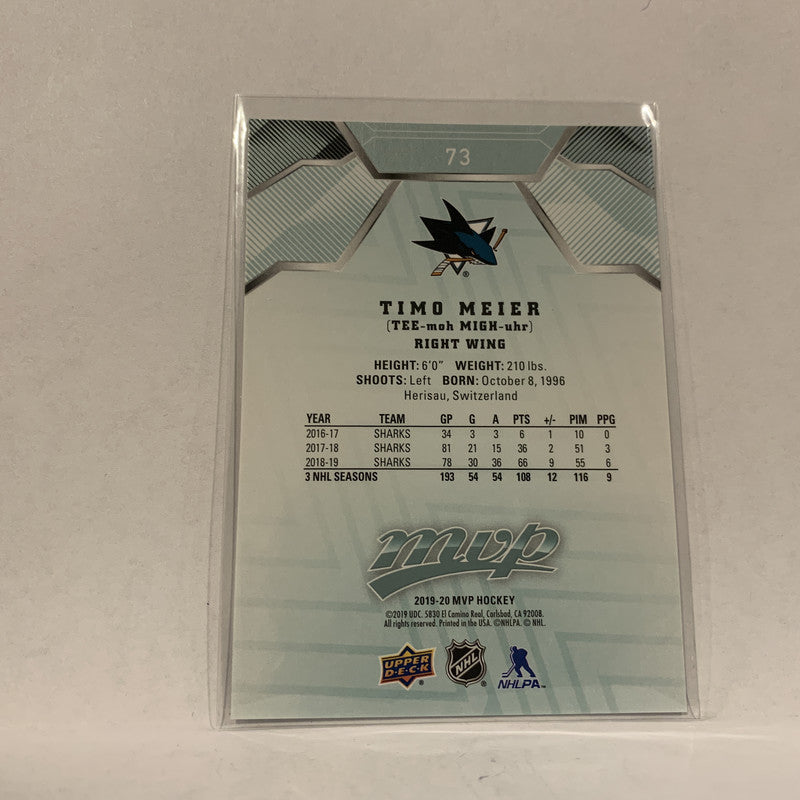 73
TIMO MEIER
(TEE-moh MIGH-uhr)
RIGHT WING
HEIGHT: 6'0" WEIGHT: 210 lbs.
SHOOTS: Left BORN: October 8, 1996
Herisau, Switzerland
YEAR TEAM GP G A PTS +/- PIM PPG
2016-17 SHARKS 34 3 3 6 1 10 0
2017-18 SHARKS 81 21 15 36 2 51 3
2018-19 SHARKS 78 30 36 66 9 55 6
3 NHL SEASONS 193 54 54 108 12 116 9
mvp
2019-20 MVP HOCKEY
©2019 UDC. 5830 El Camino Real, Carlsbad, CA 92008.
All rights reserved. Printed in the USA. ©NHLPA. © NHL.
UPPER DECK NHL NHLPA